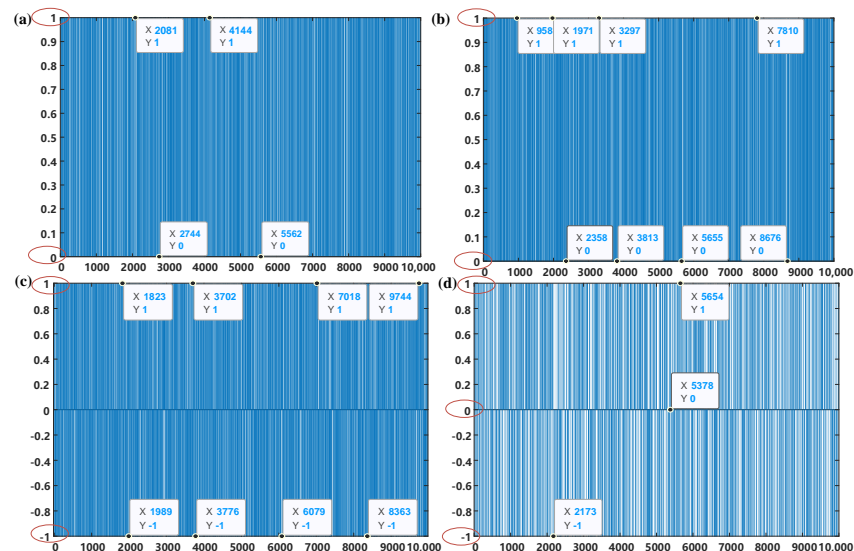 (a)
1
0.9
0.8
0.7
0.6
0.5
0.4
0.3
0.2
0.1
0
X 2081
Y 1
X 4144
Y 1
X 2744
Y 0
X 5562
Y 0
0 1000 2000 3000 4000 5000 6000 7000 8000 9000 10,000
(b)
1
0.9
0.8
0.7
0.6
0.5
0.4
0.3
0.2
0.1
0
X 958
Y 1
X 1971
Y 1
X 3297
Y 1
X 7810
Y 1
X 2358
Y 0
X 3813
Y 0
X 5655
Y 0
X 8676
Y 0
0 1000 2000 3000 4000 5000 6000 7000 8000 9000 10,000
(c)
1
0.8
0.6
0.4
0.2
0
-0.2
-0.4
-0.6
-0.8
-1
X 1823
Y 1
X 3702
Y 1
X 7018
Y 1
X 9744
Y 1
X 1989
Y -1
X 3776
Y -1
X 6079
Y -1
X 8363
Y -1
0 1000 2000 3000 4000 5000 6000 7000 8000 9000 10,000
(d)
1
0.8
0.6
0.4
0.2
0
-0.2
-0.4
-0.6
-0.8
-1
X 5654
Y 1
X 5378
Y 0
X 2173
Y -1
0 1000 2000 3000 4000 5000 6000 7000 8000 9000 10,000